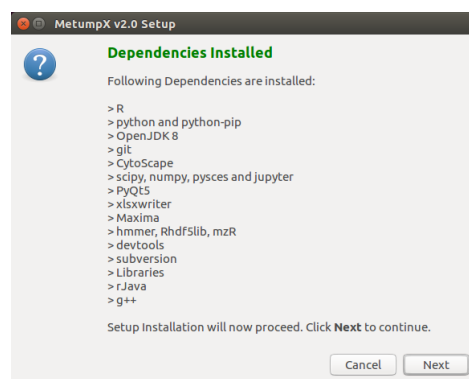 MetumpX v2.0 Setup
Dependencies Installed
Following Dependencies are installed:
> R
> python and python-pip
> OpenJDK 8
> git
> CytoScape
> scipy, numpy, pysces and jupyter
> PyQt5
> xlsxwriter
> Maxima
> hmmer, Rhdf5lib, mzR
> devtools
> subversion
> Libraries
> rJava
> g++
Setup Installation will now proceed. Click Next to continue.
Cancel Next